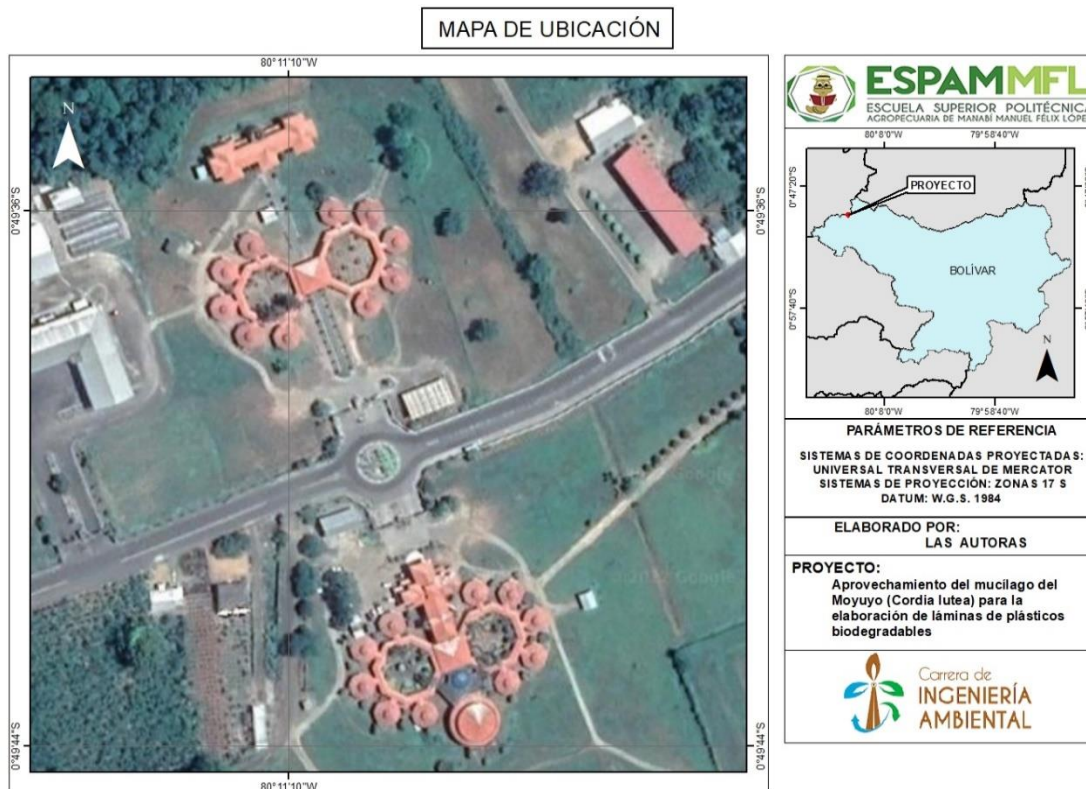 MAPA DE UBICACIÓN
80°11'10"W
N
0°49'36"S
0°49'36"S
0°49'44"S
0°49'44"S
80°11'10"W
ESPAMMFL
ESCUELA SUPERIOR POLITÉCNICA
AGROPECUARIA DE MANABÍ MANUEL FÉLIX LÓPE
80°8'0"W
79°58'40"W
0°47'20"S
PROYECTO
BOLÍVAR
0°57'40"S
N
80°8'0"W
79°58'40"W
PARÁMETROS DE REFERENCIA
SISTEMAS DE COORDENADAS PROYECTADAS:
UNIVERSAL TRANSVERSAL DE MERCATOR
SISTEMAS DE PROYECCIÓN: ZONAS 17 S
DATUM: W.G.S. 1984
ELABORADO POR:
LAS AUTORAS
PROYECTO:
Aprovechamiento del mucílago del
Moyuyo (Cordia lutea) para la
elaboración de láminas de plásticos
biodegradables
Carrera de
INGENIERÍA
AMBIENTAL